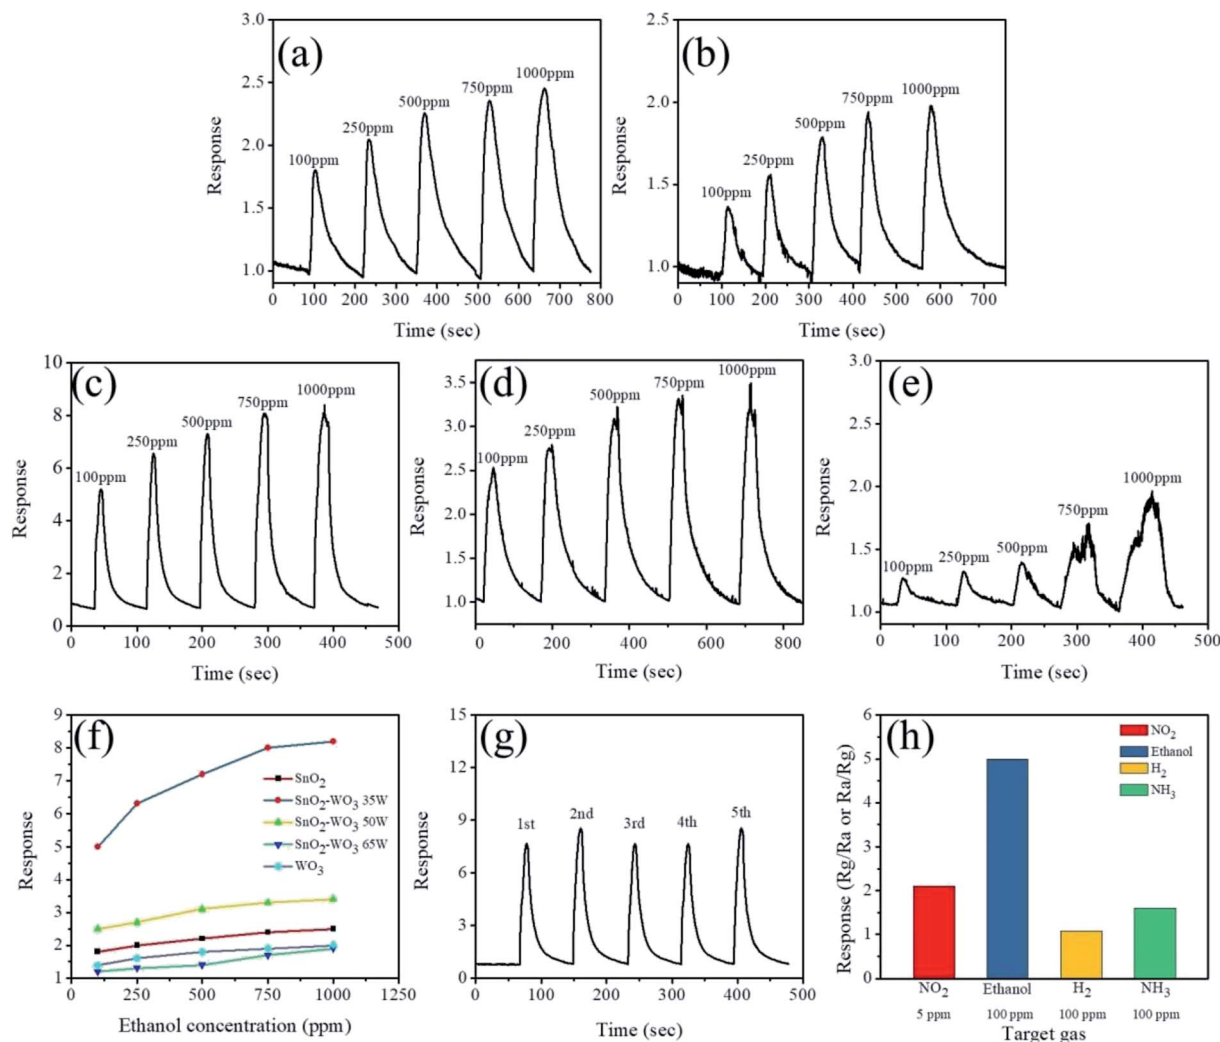 (a)
3.0
2.5
2.0
1.5
1.0
Response
100ppm
250ppm
500ppm
750ppm
1000ppm
0 100 200 300 400 500 600 700 800
Time (sec)
(b)
2.5
2.0
1.5
1.0
Response
100ppm
250ppm
500ppm
750ppm
1000ppm
0 100 200 300 400 500 600 700
Time (sec)
(c)
10
8
6
4
2
0
Response
100ppm
250ppm
500ppm
750ppm
1000ppm
0 100 200 300 400 500
Time (sec)
(d)
3.5
3.0
2.5
2.0
1.5
1.0
Response
100ppm
250ppm
500ppm
750ppm
1000ppm
0 200 400 600 800
Time (sec)
(e)
3.0
2.5
2.0
1.5
1.0
Response
100ppm
250ppm
500ppm
750ppm
1000ppm
0 100 200 300 400 500
Time (sec)
(f)
9
8
7
6
5
4
3
2
1
Response
SnO2
SnO2-WO3 35W
SnO2-WO3 50W
SnO2-WO3 65W
WO3
0 250 500 750 1000 1250
Ethanol concentration (ppm)
(g)
15
12
9
6
3
0
Response
1st
2nd
3rd
4th
5th
0 100 200 300 400 500
Time (sec)
(h)
6
5
4
3
2
1
0
Response (Rg/Ra or Ra/Rg)
NO2
Ethanol
H2
NH3
NO2 Ethanol H2 NH3
5 ppm 100 ppm 100 ppm 100 ppm
Target gas